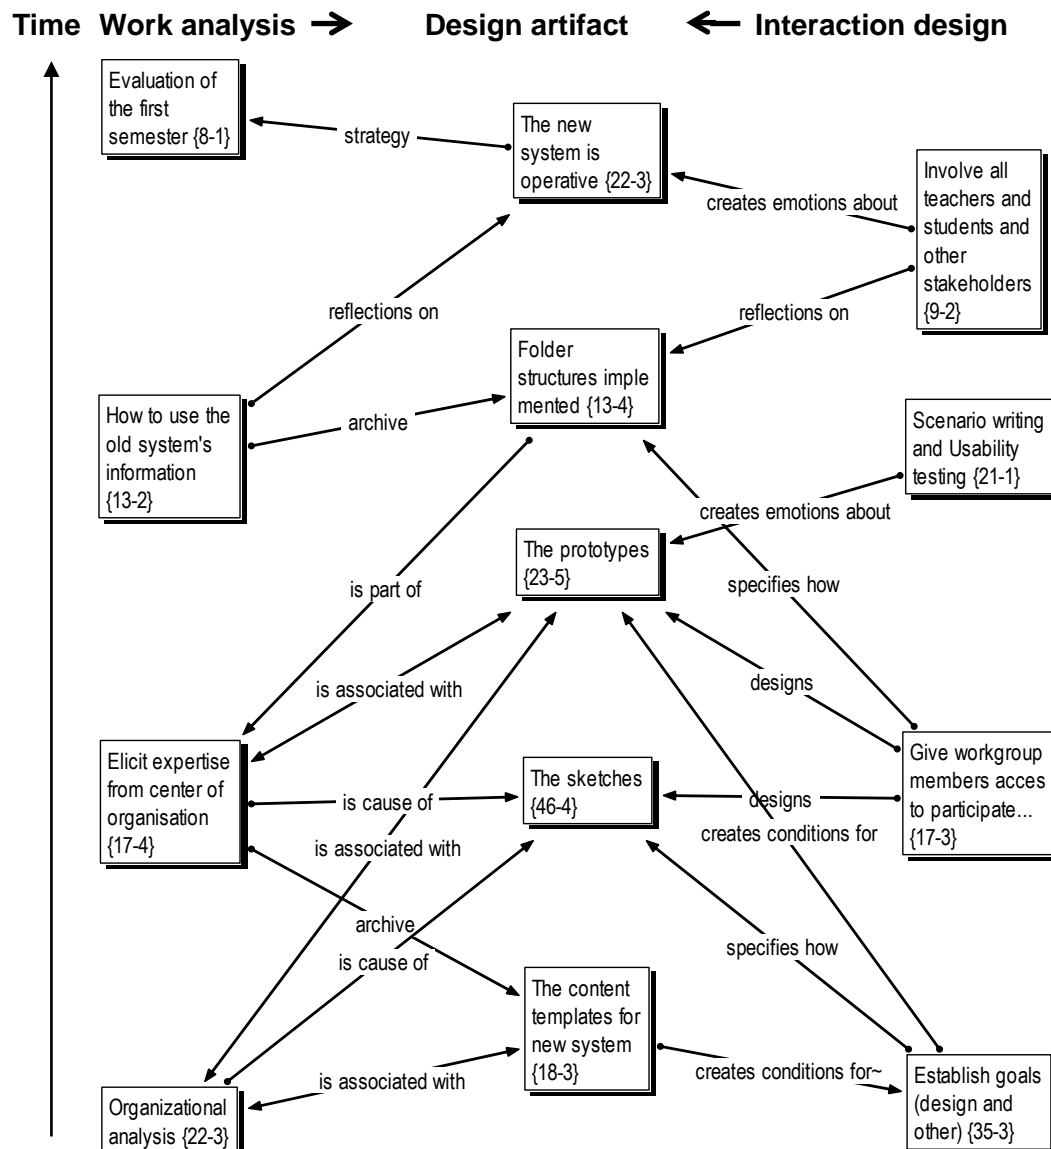 Time Work analysis → Design artifact ← Interaction design
Evaluation of
the first
semester {8-1}
strategy
The new
system is
operative {22-3}
creates emotions about
Involve all
teachers and
students and
other
stakeholders
{9-2}
reflections on
reflections on
Folder
structures imple
mented {13-4}
How to use the
old system's
information
{13-2}
archive
Scenario writing
and Usability
testing {21-1}
creates emotions about
The prototypes
{23-5}
is part of
specifies how
is associated with
designs
Elicit expertise
from center of
organisation
{17-4}
is cause of
The sketches
{46-4}
designs
Give workgroup
members acces
to participate...
{17-3}
is associated with
creates conditions for
archive
is cause of
specifies how
The content
templates for
new system
{18-3}
is associated with
creates conditions for~
Organizational
analysis {22-3}
Establish goals
(design and
other) {35-3}